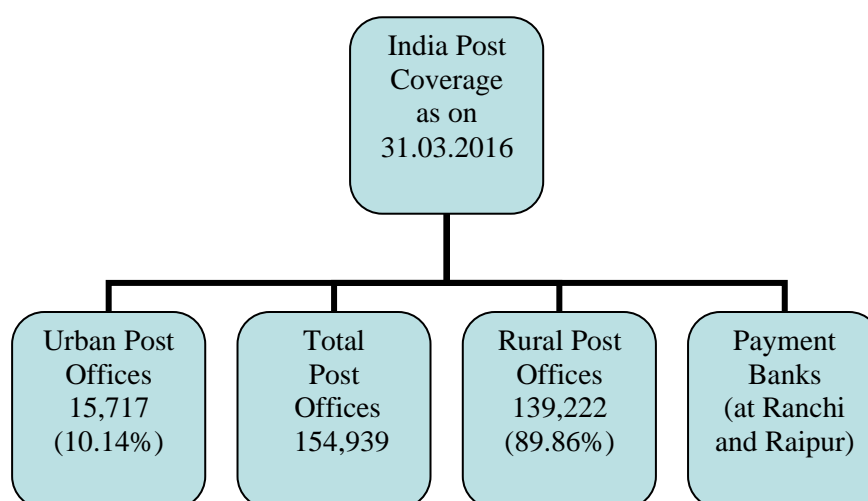 India Post
Coverage
as on
31.03.2016
Urban Post
Offices
15,717
(10.14%)
Total
Post
Offices
154,939
Rural Post
Offices
139,222
(89.86%)
Payment
Banks
(at Ranchi
and Raipur)